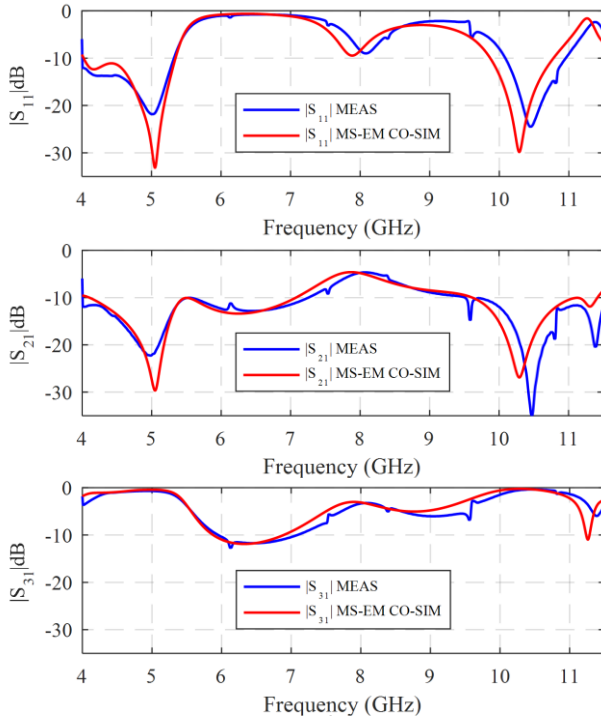 |S11|dB
0
-10
-20
-30
|S11| MEAS
|S11| MS-EM CO-SIM
4 5 6 7 8 9 10 11
Frequency (GHz)
|S21|dB
0
-10
-20
-30
|S21| MEAS
|S21| MS-EM CO-SIM
4 5 6 7 8 9 10 11
Frequency (GHz)
|S31|dB
0
-10
-20
-30
|S31| MEAS
|S31| MS-EM CO-SIM
4 5 6 7 8 9 10 11
Frequency (GHz)